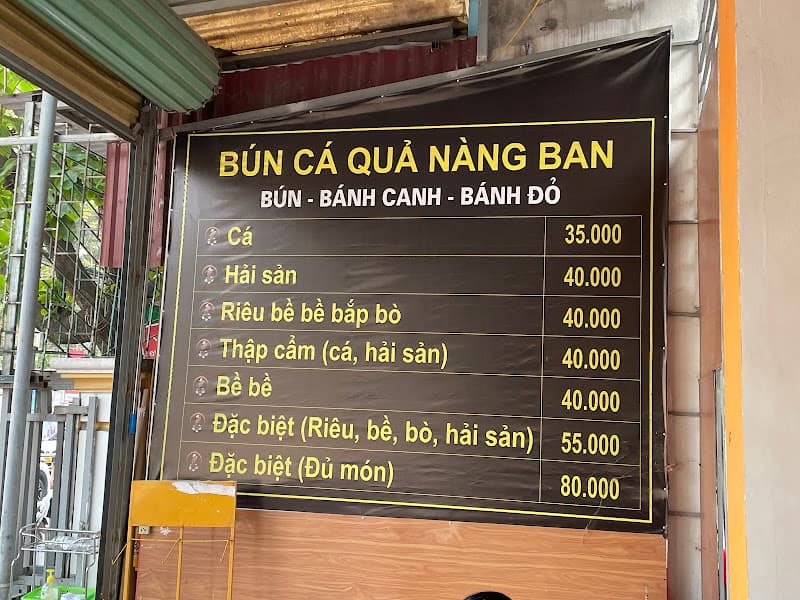 BÚN CÁ QUẢ NÀNG BAN
BÚN - BÁNH CANH - BÁNH ĐỎ
Cá 35.000
Hải sản 40.000
Riêu bề bề bắp bò 40.000
Thập cẩm (cá, hải sản) 40.000
Bề bề 40.000
Đặc biệt (Riêu, bề, bò, hải sản) 55.000
Đặc biệt (Đủ món) 80.000